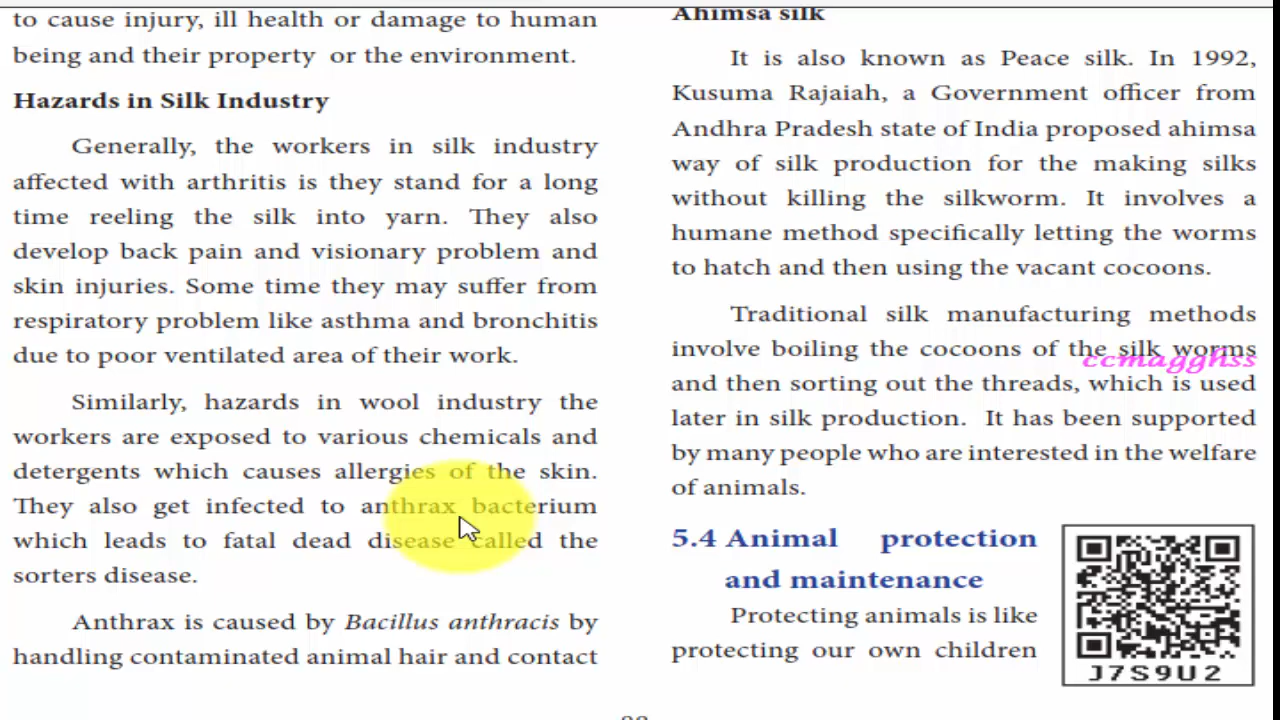 to cause injury, ill health or damage to human
being and their property or the environment.
Hazards in Silk Industry
Generally, the workers in silk industry
affected with arthritis is they stand for a long
time reeling the silk into yarn. They also
develop back pain and visionary problem and
skin injuries. Some time they may suffer from
respiratory problem like asthma and bronchitis
due to poor ventilated area of their work.
Similarly, hazards in wool industry the
workers are exposed to various chemicals and
detergents which causes allergies of the skin.
They also get infected to anthrax bacterium
which leads to fatal dead disease called the
sorters disease.
Anthrax is caused by Bacillus anthracis by
handling contaminated animal hair and contact
Ahimsa silk
It is also known as Peace silk. In 1992,
Kusuma Rajaiah, a Government officer from
Andhra Pradesh state of India proposed ahimsa
way of silk production for the making silks
without killing the silkworm. It involves a
humane method specifically letting the worms
to hatch and then using the vacant cocoons.
Traditional silk manufacturing methods
involve boiling the cocoons of the silk worms
ccmagghss
and then sorting out the threads, which is used
later in silk production. It has been supported
by many people who are interested in the welfare
of animals.
5.4 Animal protection
and maintenance
Protecting animals is like
protecting our own children
J7S9U2